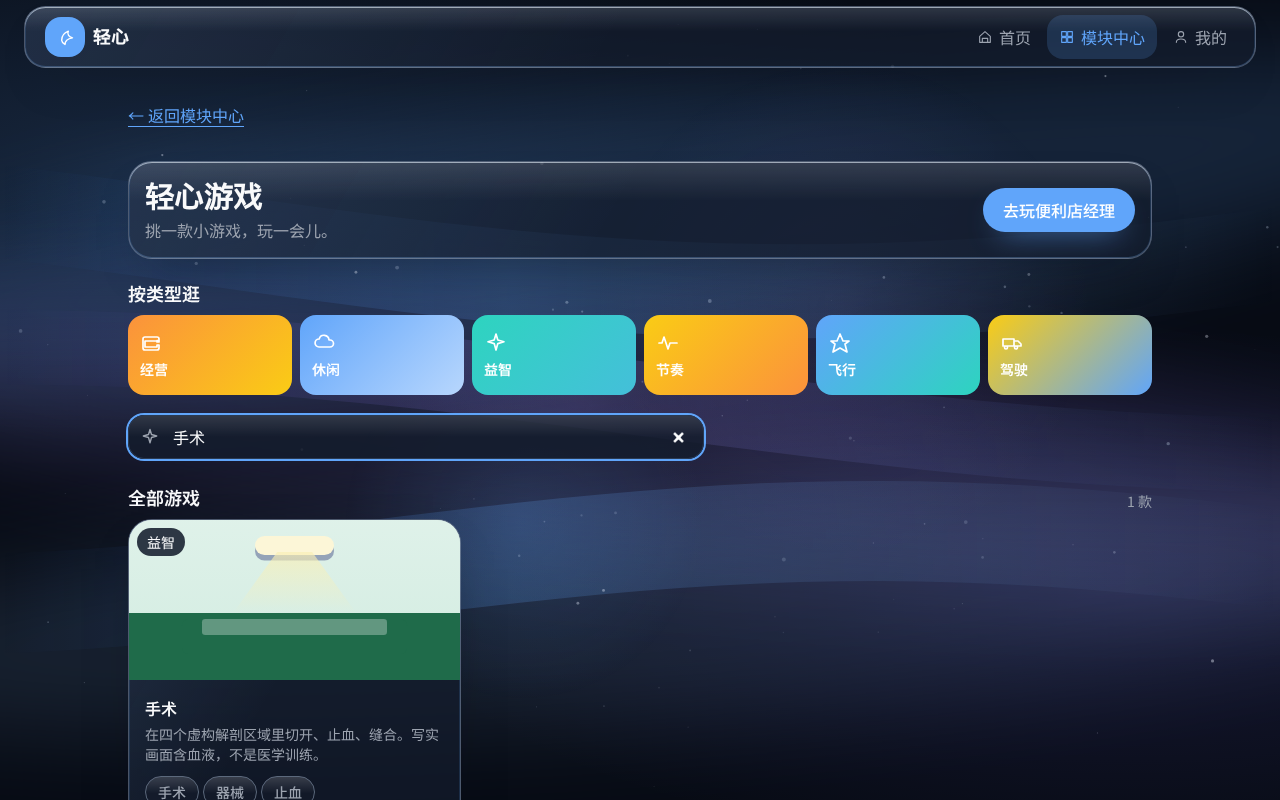 轻心
首页
模块中心
我的
← 返回模块中心
轻心游戏
挑一款小游戏，玩一会儿。
去玩便利店经理
按类型逛
经营
休闲
益智
节奏
飞行
驾驶
手术
全部游戏
1 款
益智
手术
在四个虚构解剖区域里切开、止血、缝合。写实
画面含血液，不是医学训练。
手术
器械
止血